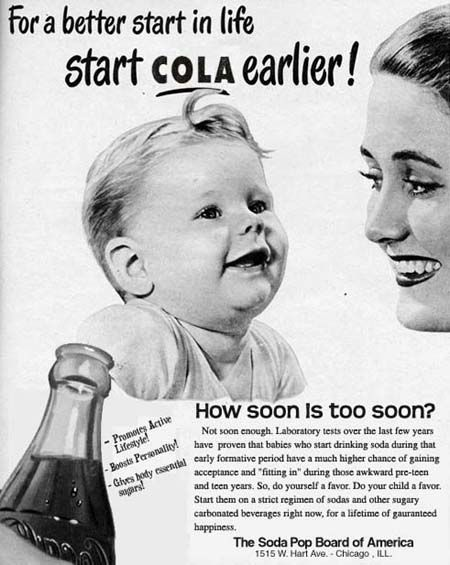 For a better start in life
start COLA earlier!
- Promotes Active
Lifestyle!
- Boosts Personality!
- Gives body essential
sugars!
How soon is too soon?
Not soon enough. Laboratory tests over the last few years
have proven that babies who start drinking soda during that
early formative period have a much higher chance of gaining
acceptance and "fitting in" during those awkward pre-teen
and teen years. So, do yourself a favor. Do your child a favor.
Start them on a strict regimen of sodas and other sugary
carbonated beverages right now, for a lifetime of gauranteed
happiness.
The Soda Pop Board of America
1515 W. Hart Ave. - Chicago , ILL.